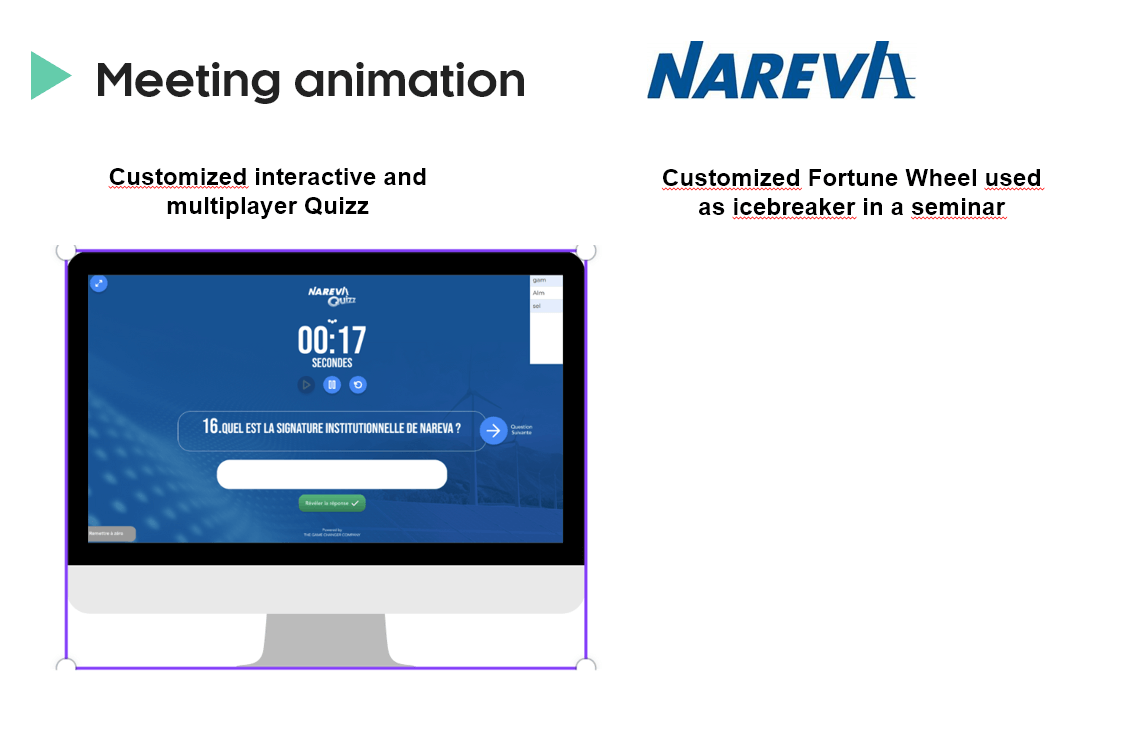 Meeting animation
NAREVA
Customized interactive and
multiplayer Quizz
Customized Fortune Wheel used
as icebreaker in a seminar
gam
Alm
sal
NAREVA
Quizz
00:17
SECONDES
16.QUEL EST LA SIGNATURE INSTITUTIONNELLE DE NAREVA ?
Question
Suivante
Révéler la réponse
Remettre à zéro
Powered by
THE GAME CHANGER COMPANY